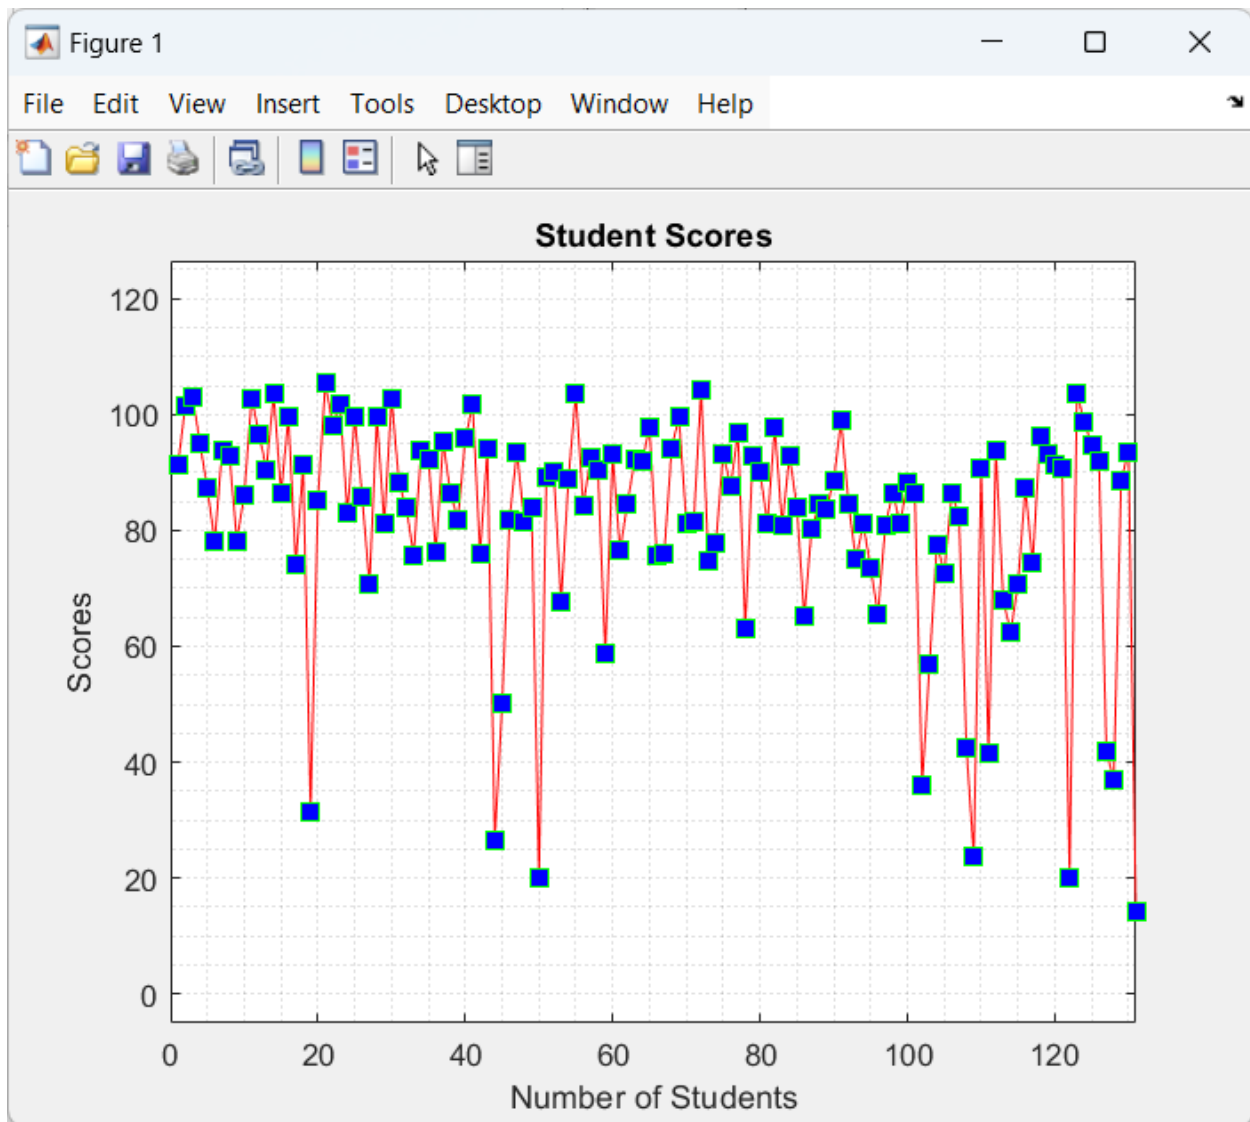 Figure 1
File Edit View Insert Tools Desktop Window Help
Student Scores
120
100
80
60
40
20
0
Scores
0 20 40 60 80 100 120
Number of Students